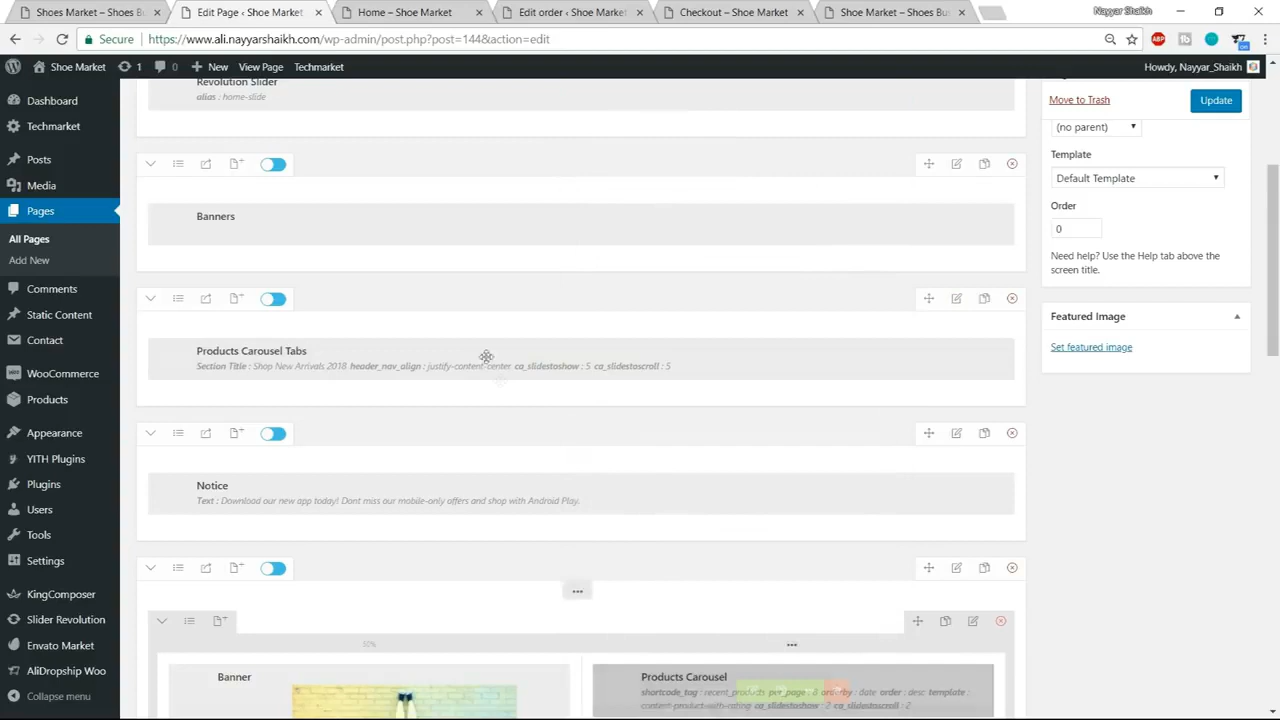 Shoes Market – Shoes Bu
Edit Page ‹ Shoe Market
Home – Shoe Market
Edit order ‹ Shoe Market
Checkout – Shoe Market
Shoe Market – Shoes Bu
Nayyar Shaikh
Secure
https://www.ali.nayyarshaikh.com/wp-admin/post.php?post=144&action=edit
ABP
on
Shoe Market
1
0
New
View Page
Techmarket
Howdy, Nayyar_Shaikh
Dashboard
Techmarket
Posts
Media
Pages
All Pages
Add New
Comments
Static Content
Contact
WooCommerce
Products
Appearance
YITH Plugins
Plugins
Users
Tools
Settings
KingComposer
Slider Revolution
Envato Market
AliDropship Woo
Collapse menu
Revolution Slider
alias : home-slide
Banners
Products Carousel Tabs
Section Title : Shop New Arrivals 2018 header_nav_align : justify-content-center ca_slidestoshow : 5 ca_slidestoscroll : 5
Notice
Text : Download our new app today! Dont miss our mobile-only offers and shop with Android Play.
50%
Banner
Products Carousel
shortcode_tag : recent_products per_page : 8 orderby : date order : desc template :
content-product-with-rating ca_slidestoshow : 2 ca_slidestoscroll : 2
Move to Trash
Update
(no parent)
Template
Default Template
Order
0
Need help? Use the Help tab above the
screen title.
Featured Image
Set featured image